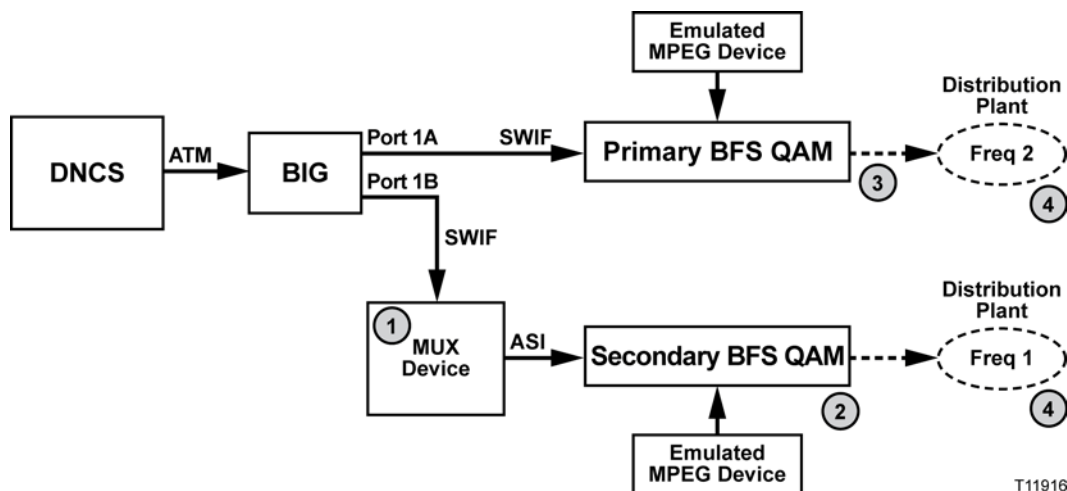 Emulated
MPEG Device
Distribution
Plant
DNCS
ATM
BIG
Port 1A
SWIF
Primary BFS QAM
Freq 2
3
4
Port 1B
SWIF
1
MUX
Device
ASI
Secondary BFS QAM
Distribution
Plant
Freq 1
2
4
Emulated
MPEG Device
T11916